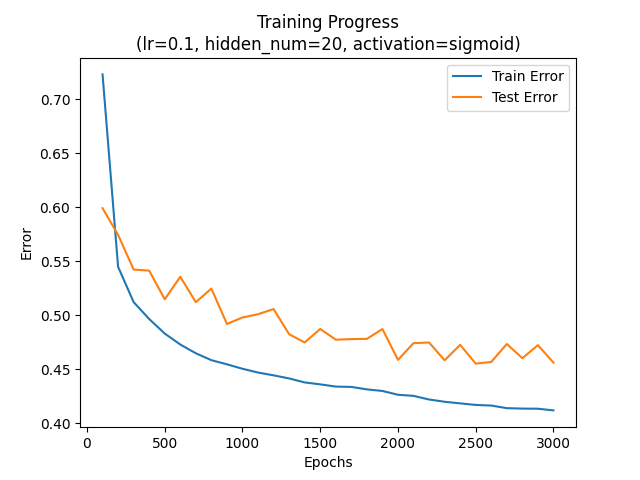 Training Progress
(lr=0.1, hidden_num=20, activation=sigmoid)
Train Error
Test Error
Error
0.70
0.65
0.60
0.55
0.50
0.45
0.40
0
500
1000
1500
2000
2500
3000
Epochs